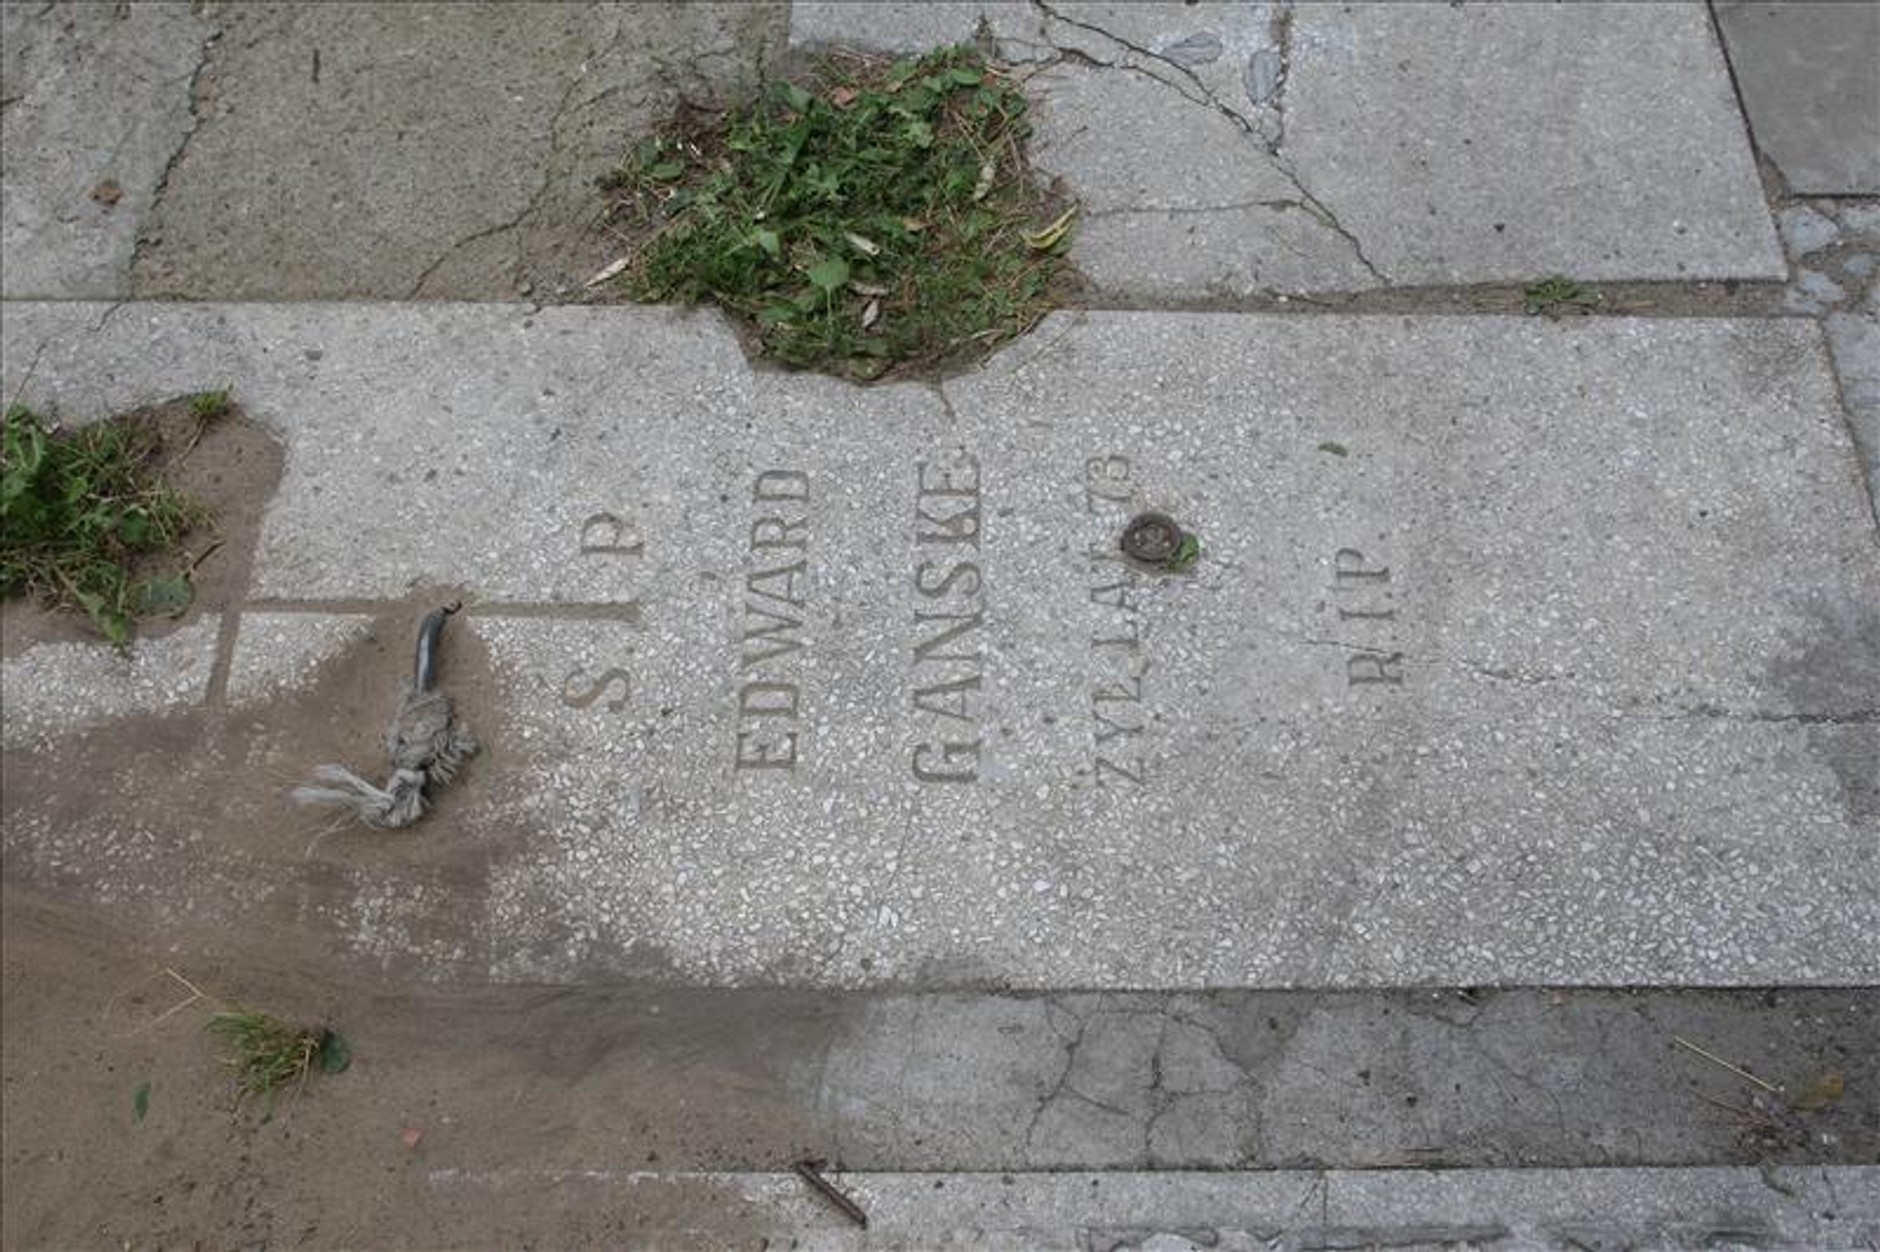 S P
EDWARD
GANSKE
ŻYŁ LAT 73
R.I.P.